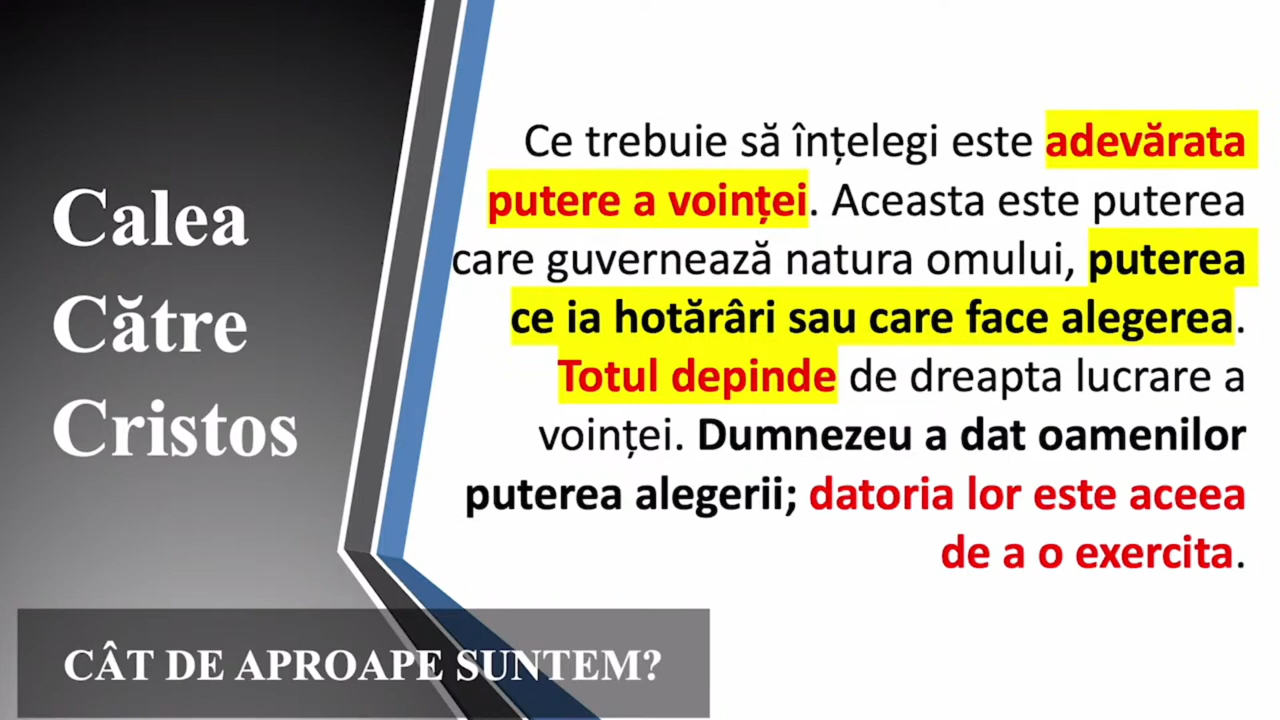 Calea
Către
Cristos
Ce trebuie să înțelegi este adevărata
putere a voinței. Aceasta este puterea
care guvernează natura omului, puterea
ce ia hotărâri sau care face alegerea.
Totul depinde de dreapta lucrare a
voinței. Dumnezeu a dat oamenilor
puterea alegerii; datoria lor este aceea
de a o exercita.
CÂT DE APROAPE SUNTEM?